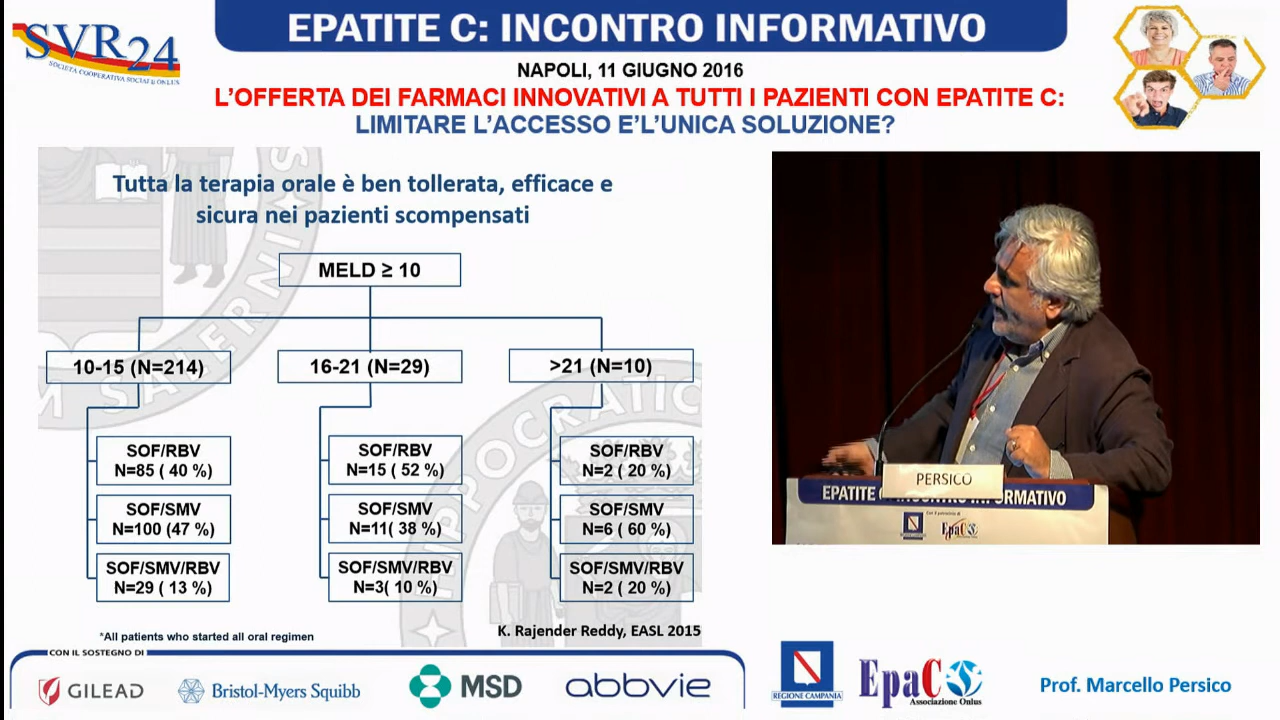 SVR24
SOCIETÀ COOPERATIVA SOCIALE ONLUS
EPATITE C: INCONTRO INFORMATIVO
NAPOLI, 11 GIUGNO 2016
L'OFFERTA DEI FARMACI INNOVATIVI A TUTTI I PAZIENTI CON EPATITE C:
LIMITARE L'ACCESSO E'L'UNICA SOLUZIONE?
Tutta la terapia orale è ben tollerata, efficace e
sicura nei pazienti scompensati
MELD ≥ 10
10-15 (N=214)
16-21 (N=29)
>21 (N=10)
SOF/RBV
N=85 ( 40 %)
SOF/RBV
N=15 ( 52 %)
SOF/RBV
N=2 ( 20 %)
SOF/SMV
N=100 (47 %)
SOF/SMV
N=11( 38 %)
SOF/SMV
N=6 ( 60 %)
SOF/SMV/RBV
N=29 ( 13 %)
SOF/SMV/RBV
N=3( 10 %)
SOF/SMV/RBV
N=2 ( 20 %)
*All patients who started all oral regimen
K. Rajender Reddy, EASL 2015
HIPPOCRATIC
SALERNI
PERSICO
EPATITE C: INCONTRO INFORMATIVO
EpaC
CON IL SOSTEGNO DI
GILEAD
Bristol-Myers Squibb
MSD
abbvie
REGIONE CAMPANIA
EpaC
Associazione Onlus
Prof. Marcello Persico